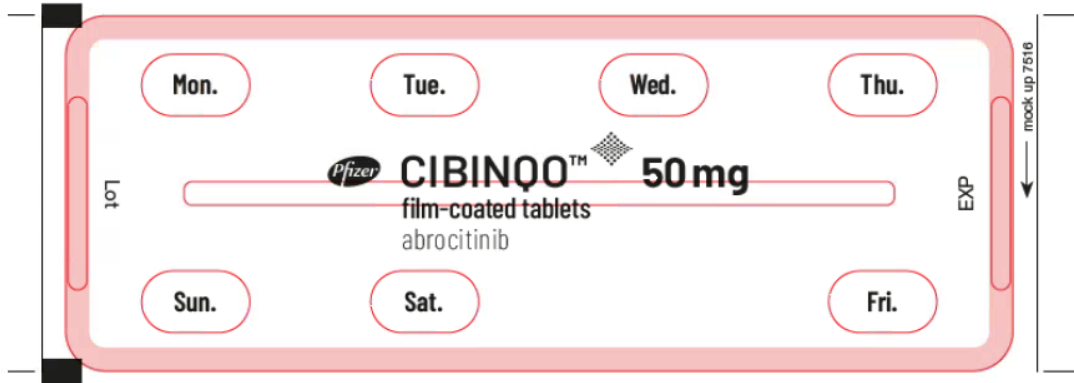 Mon. Tue. Wed. Thu.
Pfizer CIBINQO™ 50 mg
film-coated tablets
abrocitinib
Lot
EXP
Sun. Sat. Fri.
mock up 7516